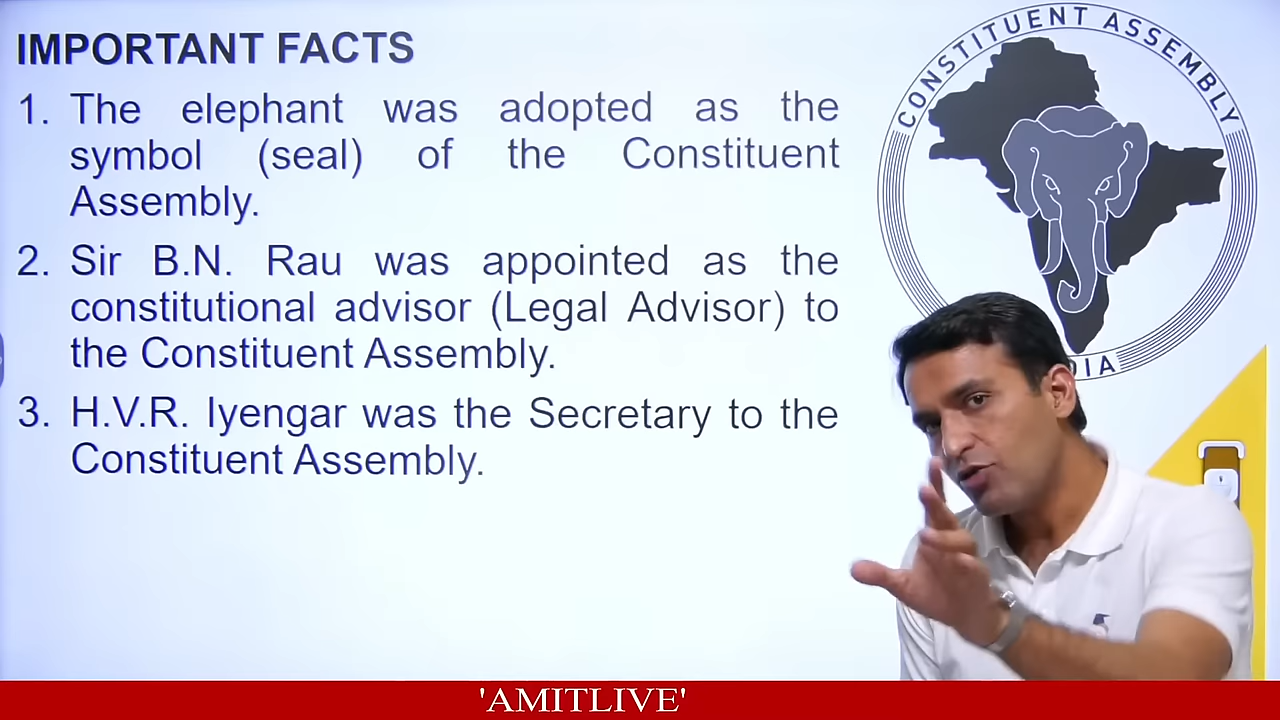 IMPORTANT FACTS
1. The elephant was adopted as the
symbol (seal) of the Constituent
Assembly.
2. Sir B.N. Rau was appointed as the
constitutional advisor (Legal Advisor) to
the Constituent Assembly.
3. H.V.R. Iyengar was the Secretary to the
Constituent Assembly.
CONSTITUENT ASSEMBLY
DIA
'AMITLIVE'